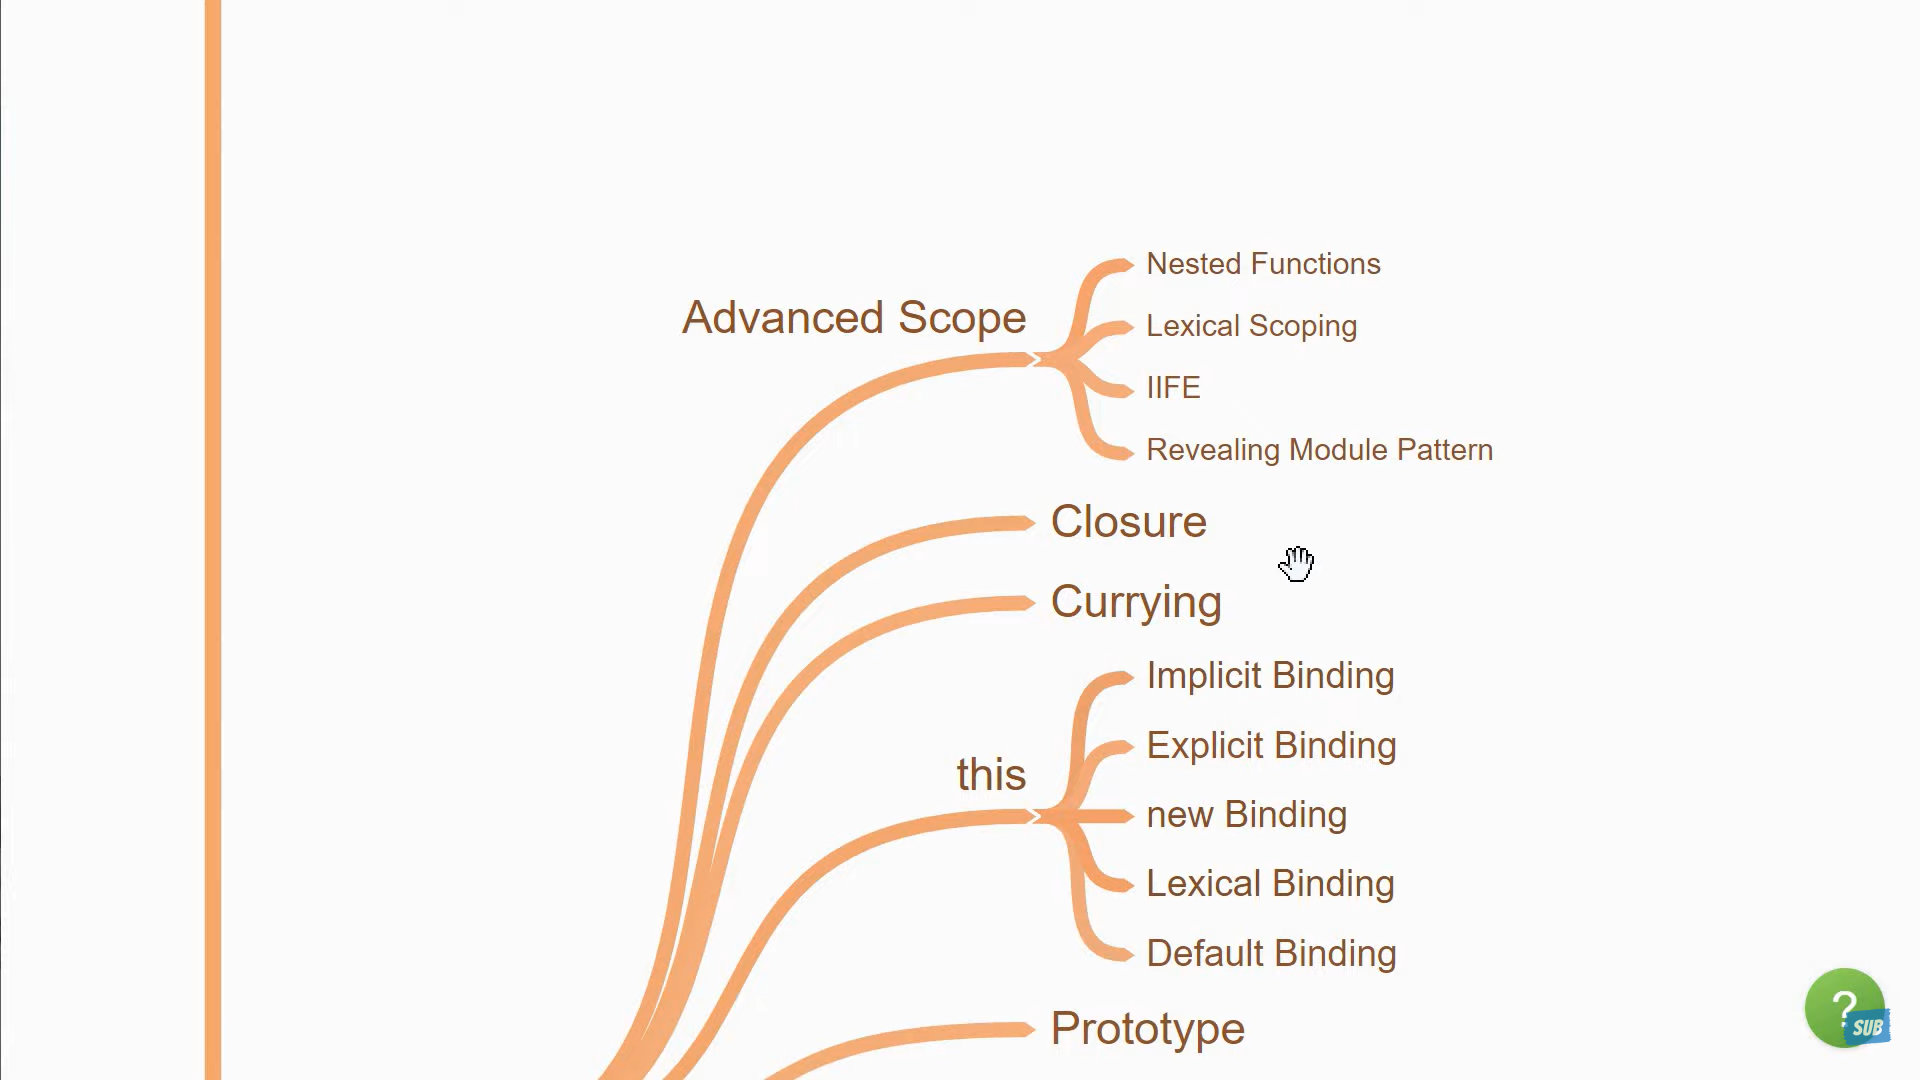 Nested Functions
Advanced Scope
Lexical Scoping
IIFE
Revealing Module Pattern
Closure
Currying
Implicit Binding
Explicit Binding
this
new Binding
Lexical Binding
Default Binding
Prototype
?
SUB